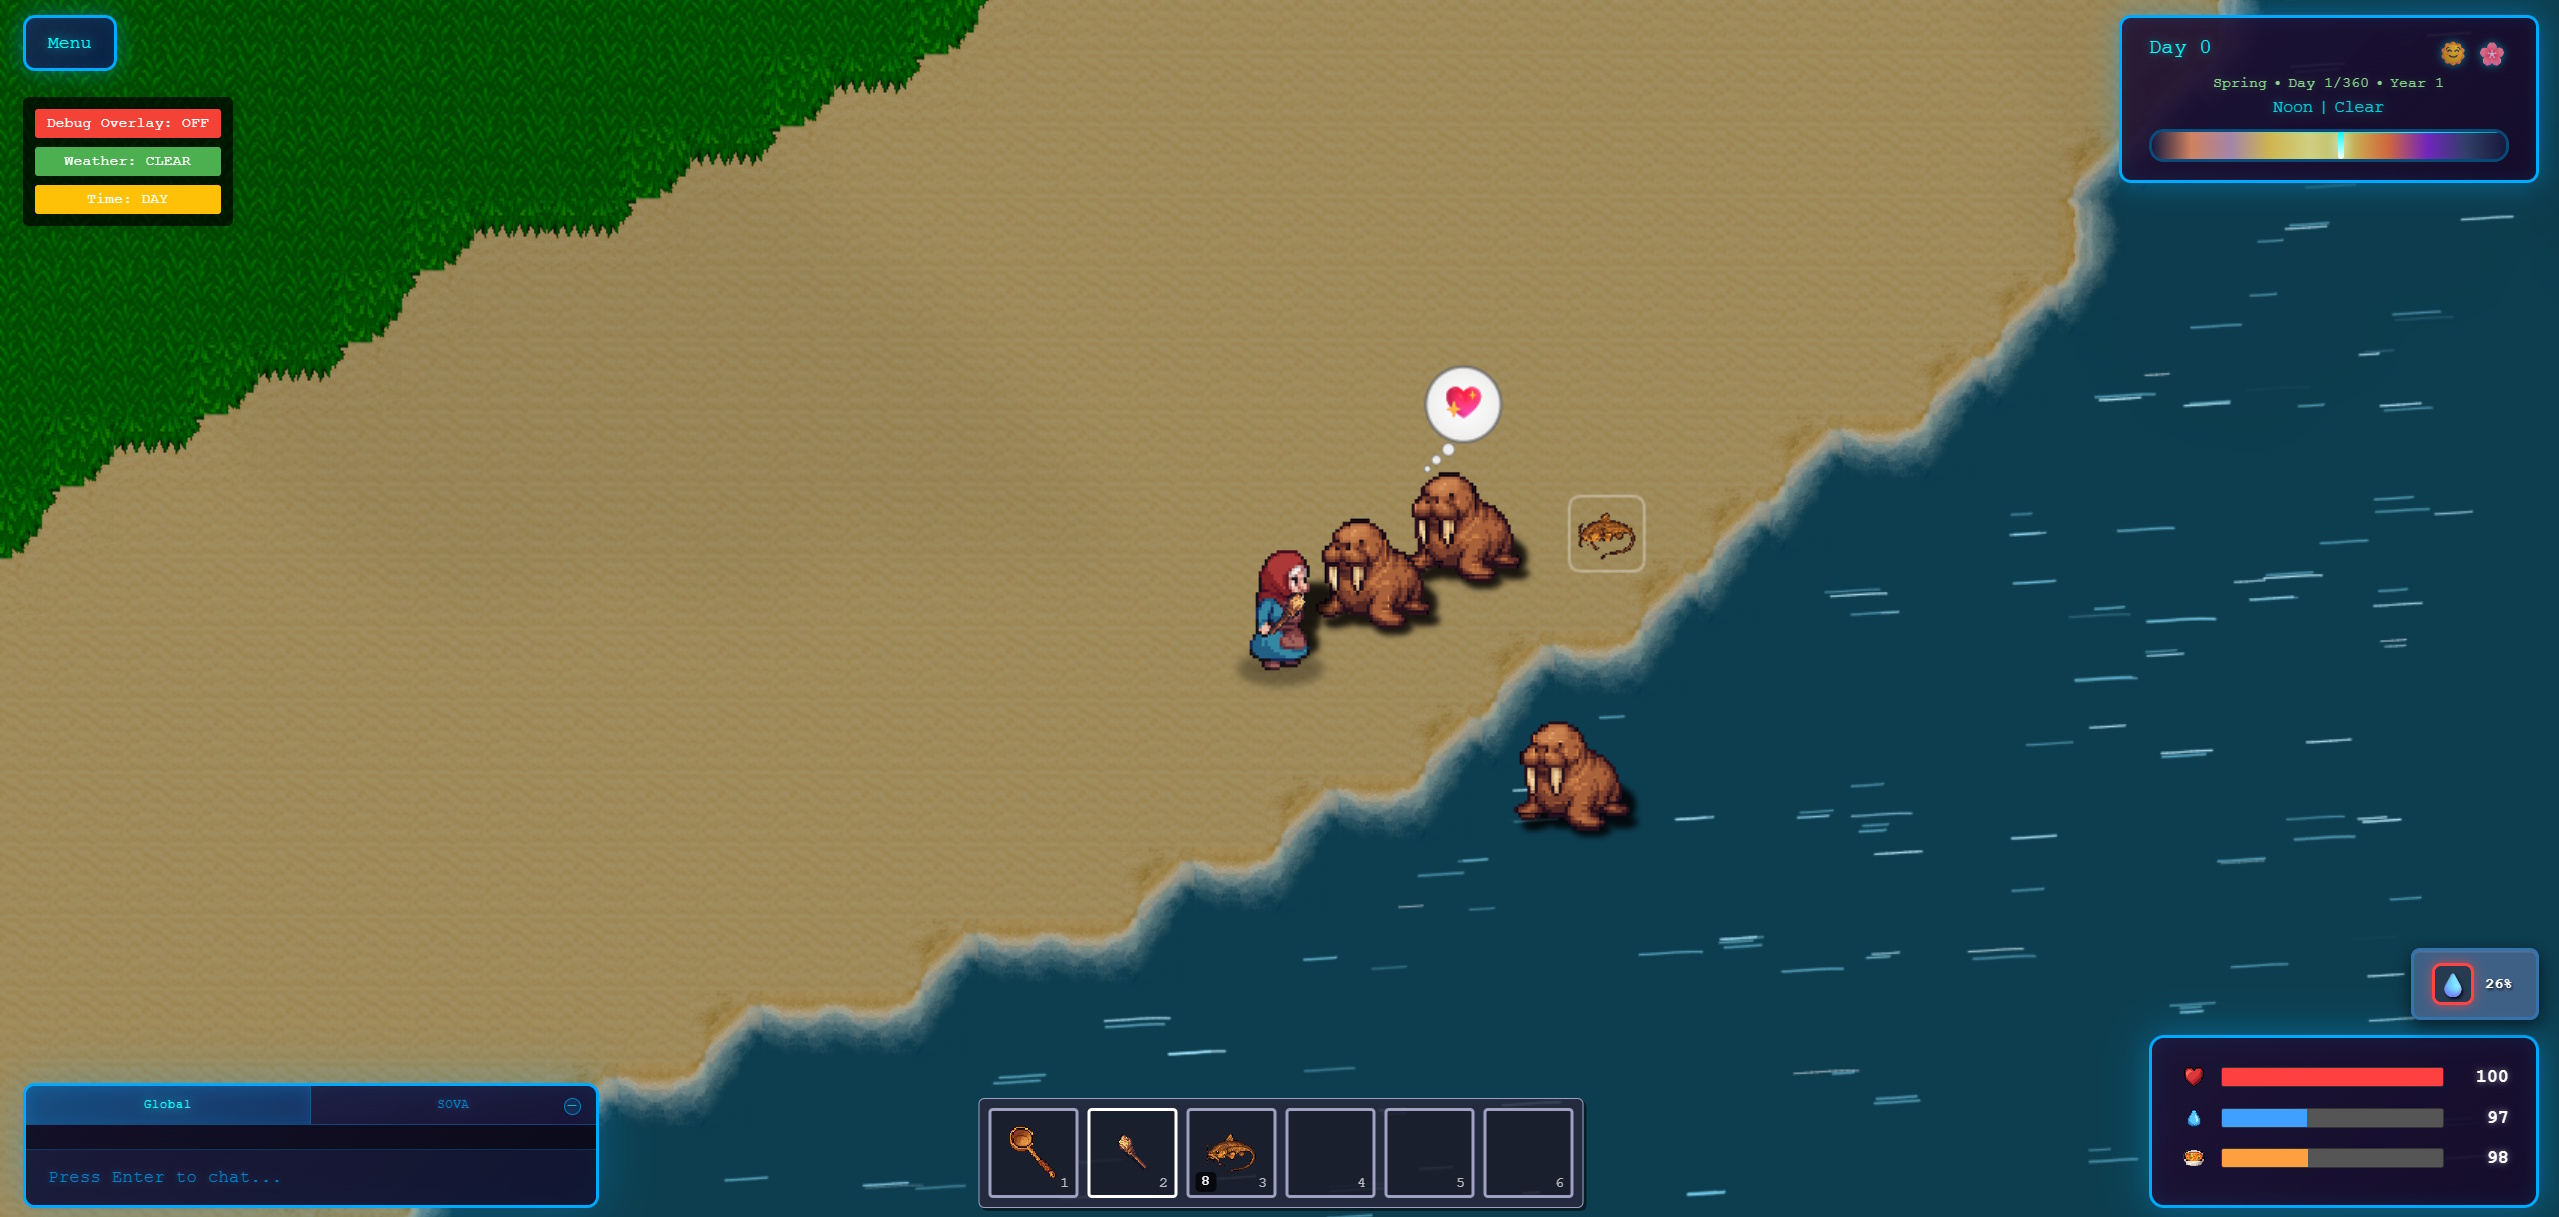 Menu
Debug Overlay: OFF
Weather: CLEAR
Time: DAY
Day 0
Spring • Day 1/360 • Year 1
Noon | Clear
26%
100
97
98
Global
SOVA
Press Enter to chat...
1
2
8
3
4
5
6